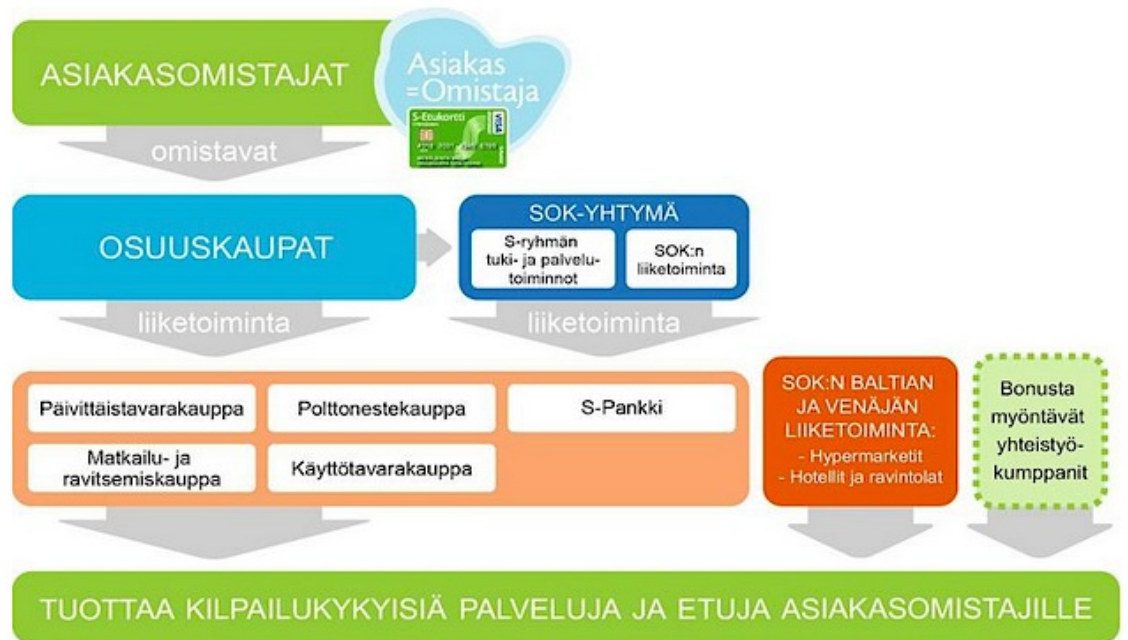 ASIAKASOMISTAJAT
Asiakas
=Omistaja
S-Etukortti
VISA
omistavat
OSUUSKAUPAT
SOK-YHTYMÄ
S-ryhmän
tuki- ja palvelu-
toiminnot
SOK:n
liiketoiminta
liiketoiminta
liiketoiminta
Päivittäistavarakauppa
Polttonestekauppa
S-Pankki
Matkailu- ja
ravitsemiskauppa
Käyttötavarakauppa
SOK:N BALTIAN
JA VENÄJÄN
LIIKETOIMINTA:
- Hypermarketit
- Hotellit ja ravintolat
Bonusta
myöntävät
yhteistyö-
kumppanit
TUOTTAA KILPAILUKYKYISIÄ PALVELUJA JA ETUJA ASIAKASOMISTAJILLE